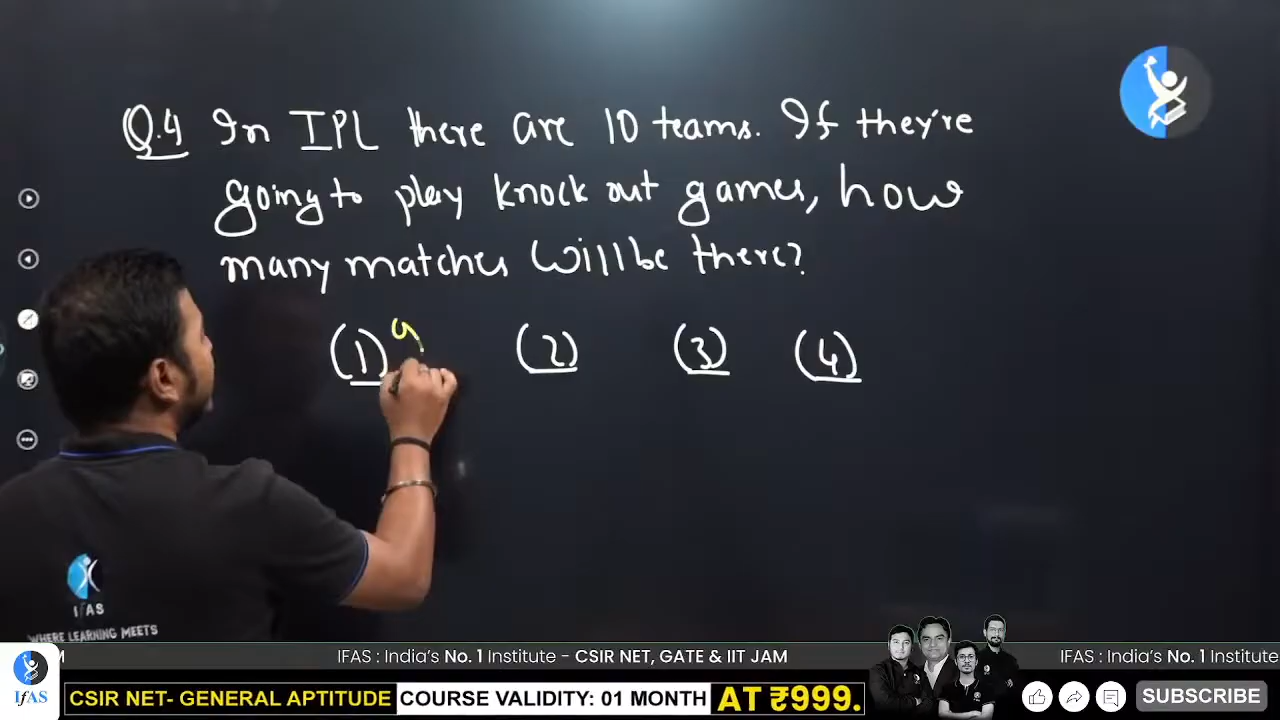 Q.4 In IPL there are 10 teams. If they're
going to play knock out games, how
many matches will be there?
(1) 9 (2) (3) (4)
IFAS
WHERE LEARNING MEETS
M IFAS : India's No. 1 Institute - CSIR NET, GATE & IIT JAM IFAS : India's No. 1 Institute
IFAS CSIR NET- GENERAL APTITUDE COURSE VALIDITY: 01 MONTH AT ₹999. SUBSCRIBE